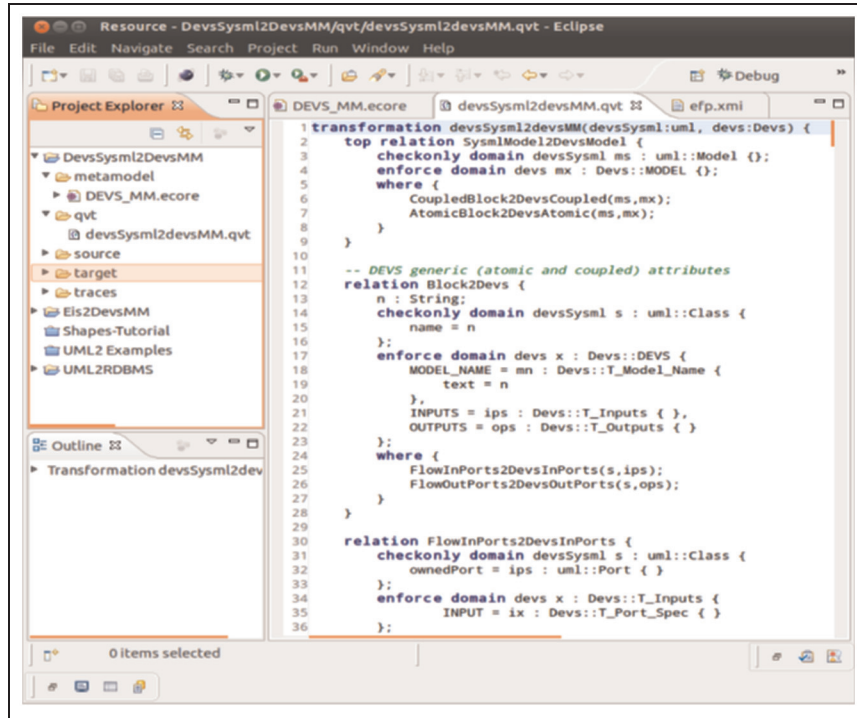 Resource - DevsSysml2DevsMM/qvt/devsSysml2devsMM.qvt - Eclipse
File Edit Navigate Search Project Run Window Help
Debug
Project Explorer
DevsSysml2DevsMM
metamodel
DEVS_MM.ecore
qvt
devsSysml2devsMM.qvt
source
target
traces
Eis2DevsMM
Shapes-Tutorial
UML2 Examples
UML2RDBMS
Outline
Transformation devsSysml2dev
DEVS_MM.ecore devsSysml2devsMM.qvt efp.xmi
1 transformation devsSysml2devsMM(devsSysml:uml, devs:Devs) {
2 top relation SysmlModel2DevsModel {
3 checkonly domain devsSysml ms : uml::Model {};
4 enforce domain devs mx : Devs::MODEL {};
5 where {
6 CoupledBlock2DevsCoupled(ms,mx);
7 AtomicBlock2DevsAtomic(ms,mx);
8 }
9 }
10
11 -- DEVS generic (atomic and coupled) attributes
12 relation Block2Devs {
13 n : String;
14 checkonly domain devsSysml s : uml::Class {
15 name = n
16 };
17 enforce domain devs x : Devs::DEVS {
18 MODEL_NAME = mn : Devs::T_Model_Name {
19 text = n
20 },
21 INPUTS = ips : Devs::T_Inputs { },
22 OUTPUTS = ops : Devs::T_Outputs { }
23 };
24 where {
25 FlowInPorts2DevsInPorts(s,ips);
26 FlowOutPorts2DevsOutPorts(s,ops);
27 }
28 }
29
30 relation FlowInPorts2DevsInPorts {
31 checkonly domain devsSysml s : uml::Class {
32 ownedPort = ips : uml::Port { }
33 };
34 enforce domain devs x : Devs::T_Inputs {
35 INPUT = ix : Devs::T_Port_Spec { }
36 };
0 items selected